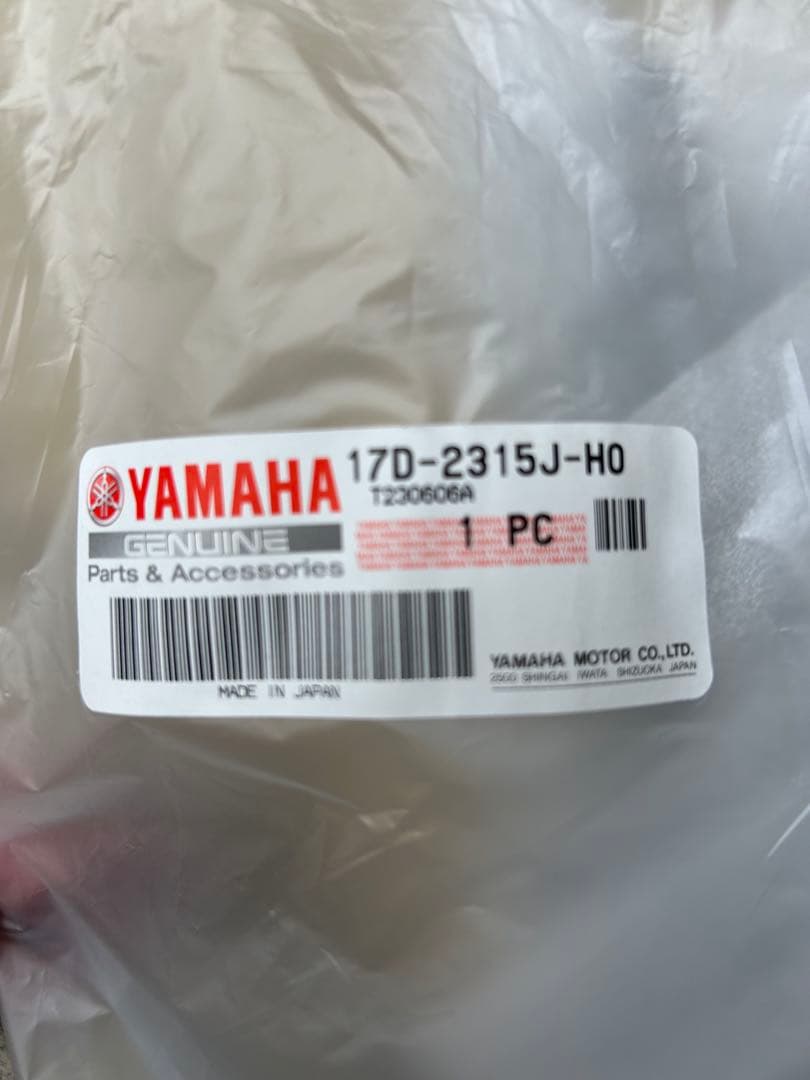 YAMAHA 17D-2315J-H0
T230606A
GENUINE
1 PC
Parts & Accessories
YAMAHA MOTOR CO.,LTD.
2500 SHINGAI IWATA SHIZUOKA JAPAN
MADE IN JAPAN